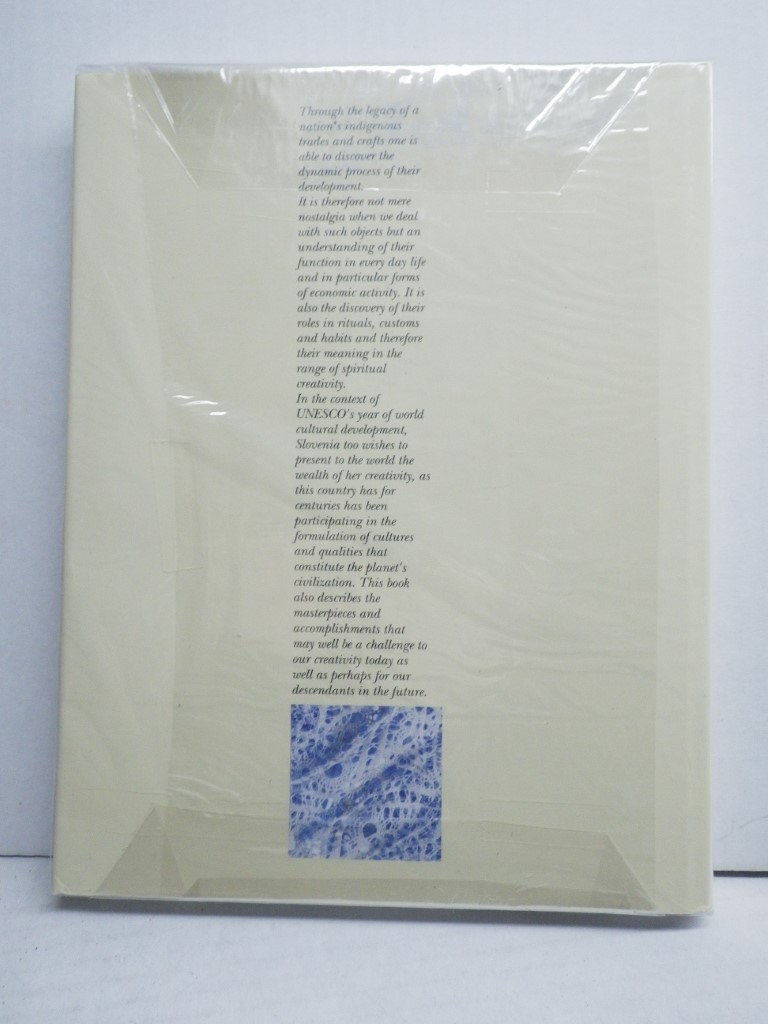 Through the legacy of a
nation's indigenous
trades and crafts one is
able to discover the
dynamic process of their
development.
It is therefore not mere
nostalgia when we deal
with such objects but an
understanding of their
function in every day life
and in particular forms
of economic activity. It is
also the discovery of their
roles in rituals, customs
and habits and therefore
their meaning in the
range of spiritual
creativity.
In the context of
UNESCO's year of world
cultural development,
Slovenia too wishes to
present to the world the
wealth of her creativity, as
this country has for
centuries has been
participating in the
formulation of cultures
and qualities that
constitute the planet's
civilization. This book
also describes the
masterpieces and
accomplishments that
may well be a challenge to
our creativity today as
well as perhaps for our
descendants in the future.